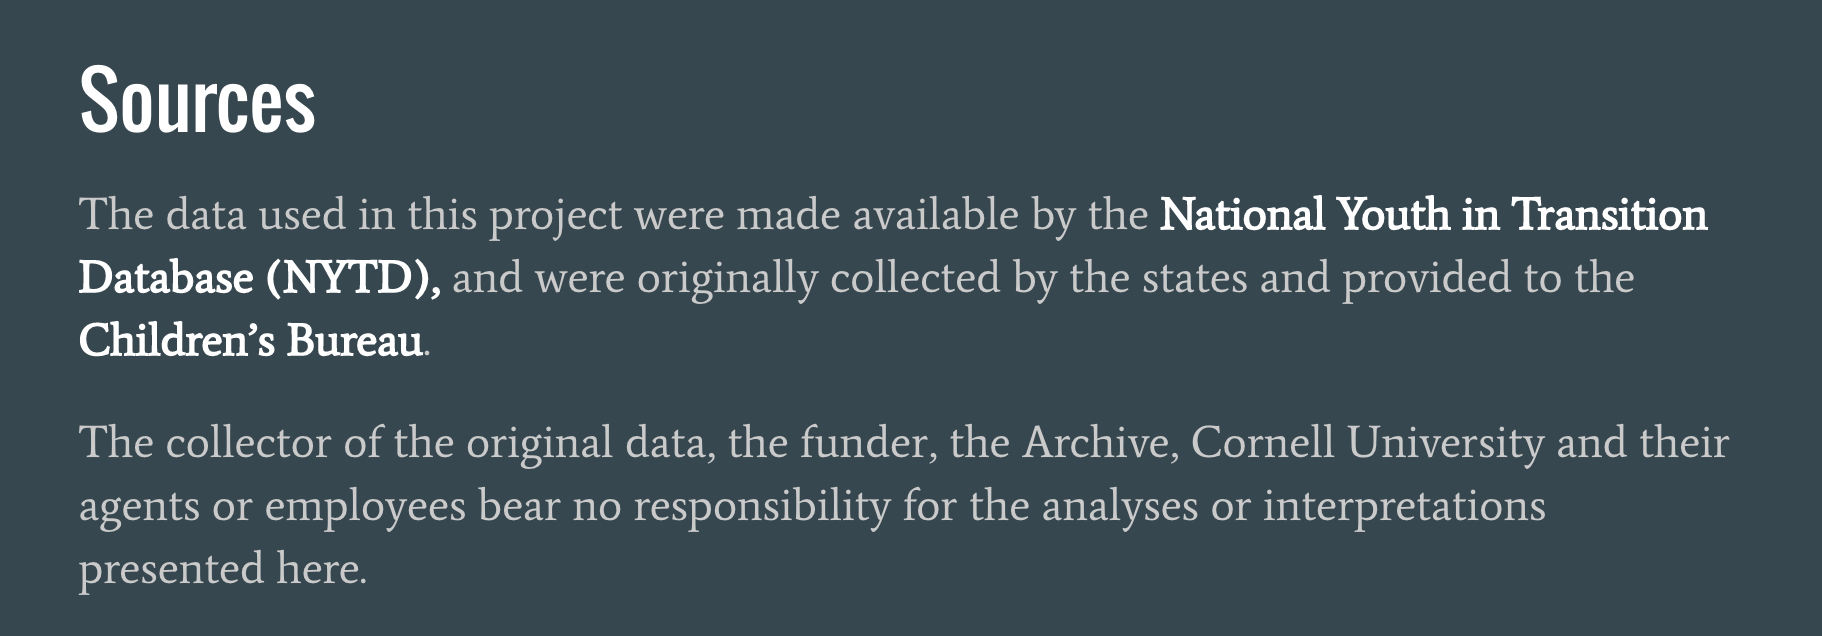 Sources
The data used in this project were made available by the National Youth in Transition
Database (NYTD), and were originally collected by the states and provided to the
Children’s Bureau.
The collector of the original data, the funder, the Archive, Cornell University and their
agents or employees bear no responsibility for the analyses or interpretations
presented here.